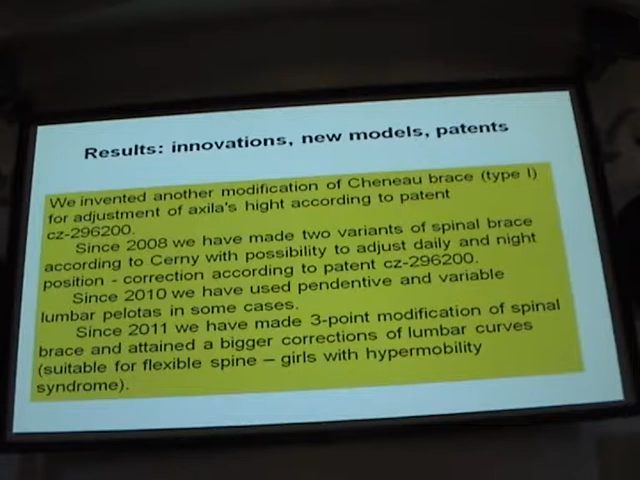 Results: innovations, new models, patents
We invented another modification of Cheneau brace (type I)
for adjustment of axila's hight according to patent
cz-296200.
Since 2008 we have made two variants of spinal brace
according to Cerny with possibility to adjust daily and night
position - correction according to patent cz-296200.
Since 2010 we have used pendentive and variable
lumbar pelotas in some cases.
Since 2011 we have made 3-point modification of spinal
brace and attained a bigger corrections of lumbar curves
(suitable for flexible spine – girls with hypermobility
syndrome).